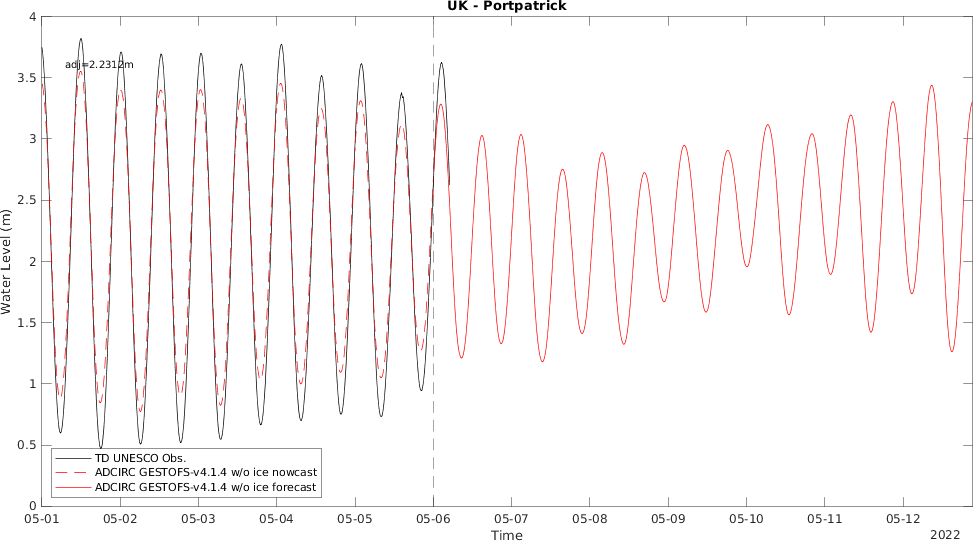 UK - Portpatrick
4
3.5
3
2.5
2
1.5
1
0.5
0
Water Level (m)
adj=2.2312m
TD UNESCO Obs.
ADCIRC GESTOFS-v4.1.4 w/o ice nowcast
ADCIRC GESTOFS-v4.1.4 w/o ice forecast
05-01 05-02 05-03 05-04 05-05 05-06 05-07 05-08 05-09 05-10 05-11 05-12
Time
2022